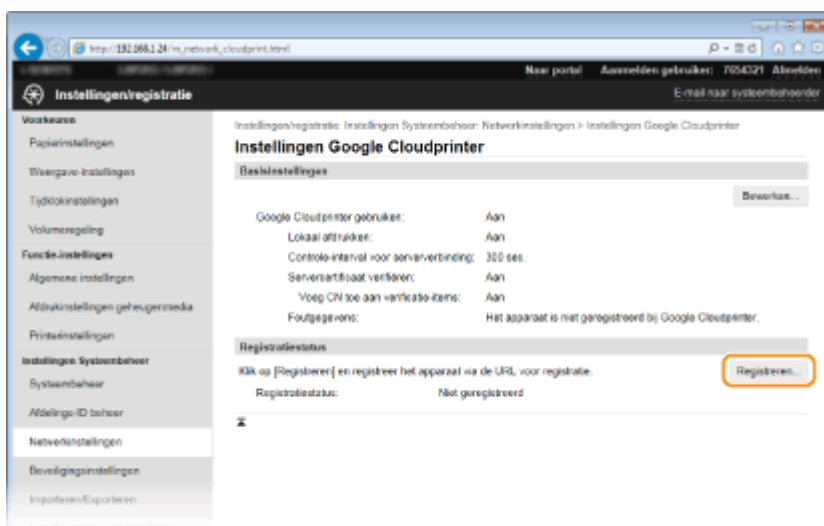 http://192.168.1.24/m_network_cloudprint.html
Naar portal Aanmelden gebruiker: 7654321 Afmelden
Instellingen/registratie E-mail naar systeembeheerder
Voorkeuren
Papierinstellingen
Weergave-instellingen
Tijdklokinstellingen
Volumeregeling
Functie-instellingen
Algemene instellingen
Afdrukinstellingen geheugenmedia
Printerinstellingen
Instellingen Systeembeheer
Systeembeheer
Afdelings-ID beheer
Netwerkinstellingen
Beveiligingsinstellingen
Importeren/Exporteren
Instellingen/registratie: Instellingen Systeembeheer: Netwerkinstellingen > Instellingen Google Cloudprinter
Instellingen Google Cloudprinter
Basisinstellingen
Bewerken...
Google Cloudprinter gebruiken: Aan
Lokaal afdrukken: Aan
Controle-interval voor serververbinding: 300 sec.
Servercertificaat verifiëren: Aan
Voeg CN toe aan verificatie-items: Aan
Foutgegevens: Het apparaat is niet geregistreerd bij Google Cloudprinter.
Registratiestatus
Klik op [Registreren] en registreer het apparaat via de URL voor registratie. Registreren...
Registratiestatus: Niet geregistreerd